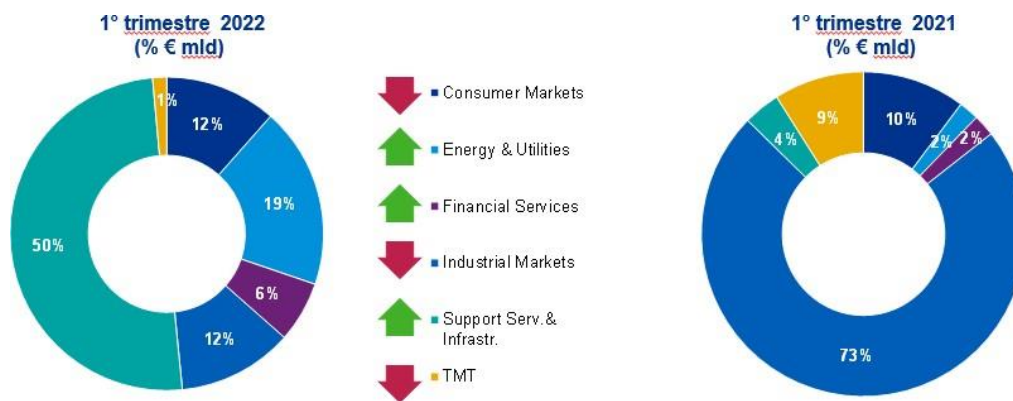 1° trimestre 2022
(% € mld)
1%
12%
19%
6%
12%
50%
Consumer Markets
Energy & Utilities
Financial Services
Industrial Markets
Support Serv.&
Infrastr.
TMT
1° trimestre 2021
(% € mld)
9%
10%
2%
2%
4%
73%